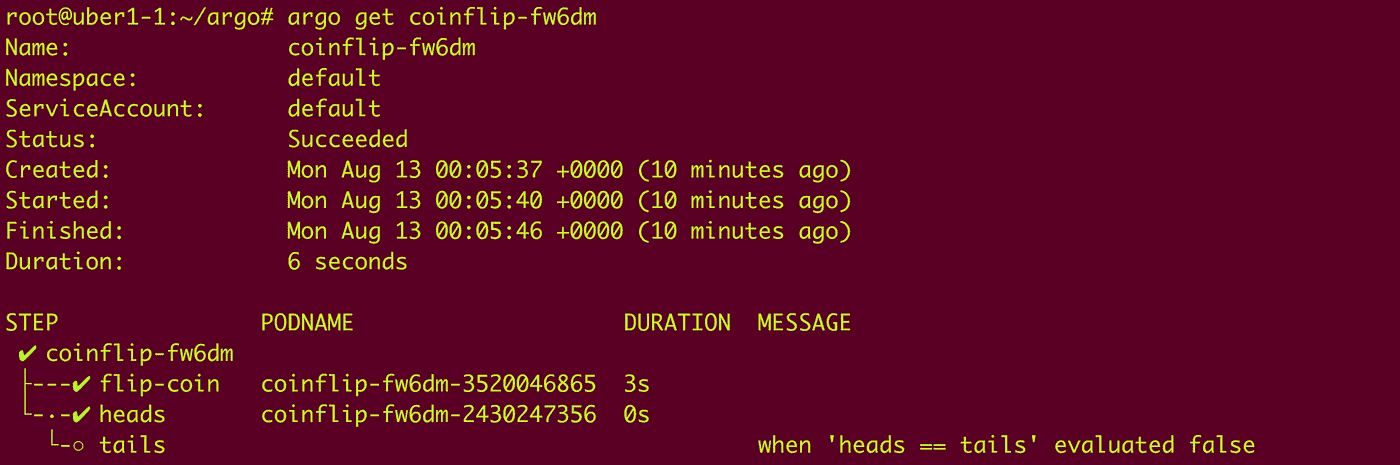 root@uber1-1:~/argo# argo get coinflip-fw6dm
Name:                coinflip-fw6dm
Namespace:           default
ServiceAccount:      default
Status:              Succeeded
Created:             Mon Aug 13 00:05:37 +0000 (10 minutes ago)
Started:             Mon Aug 13 00:05:40 +0000 (10 minutes ago)
Finished:            Mon Aug 13 00:05:46 +0000 (10 minutes ago)
Duration:            6 seconds

STEP               PODNAME                    DURATION  MESSAGE
 ✔ coinflip-fw6dm
 ├---✔ flip-coin   coinflip-fw6dm-3520046865  3s
 └-·-✔ heads       coinflip-fw6dm-2430247356  0s
   └-○ tails                                            when 'heads == tails' evaluated false